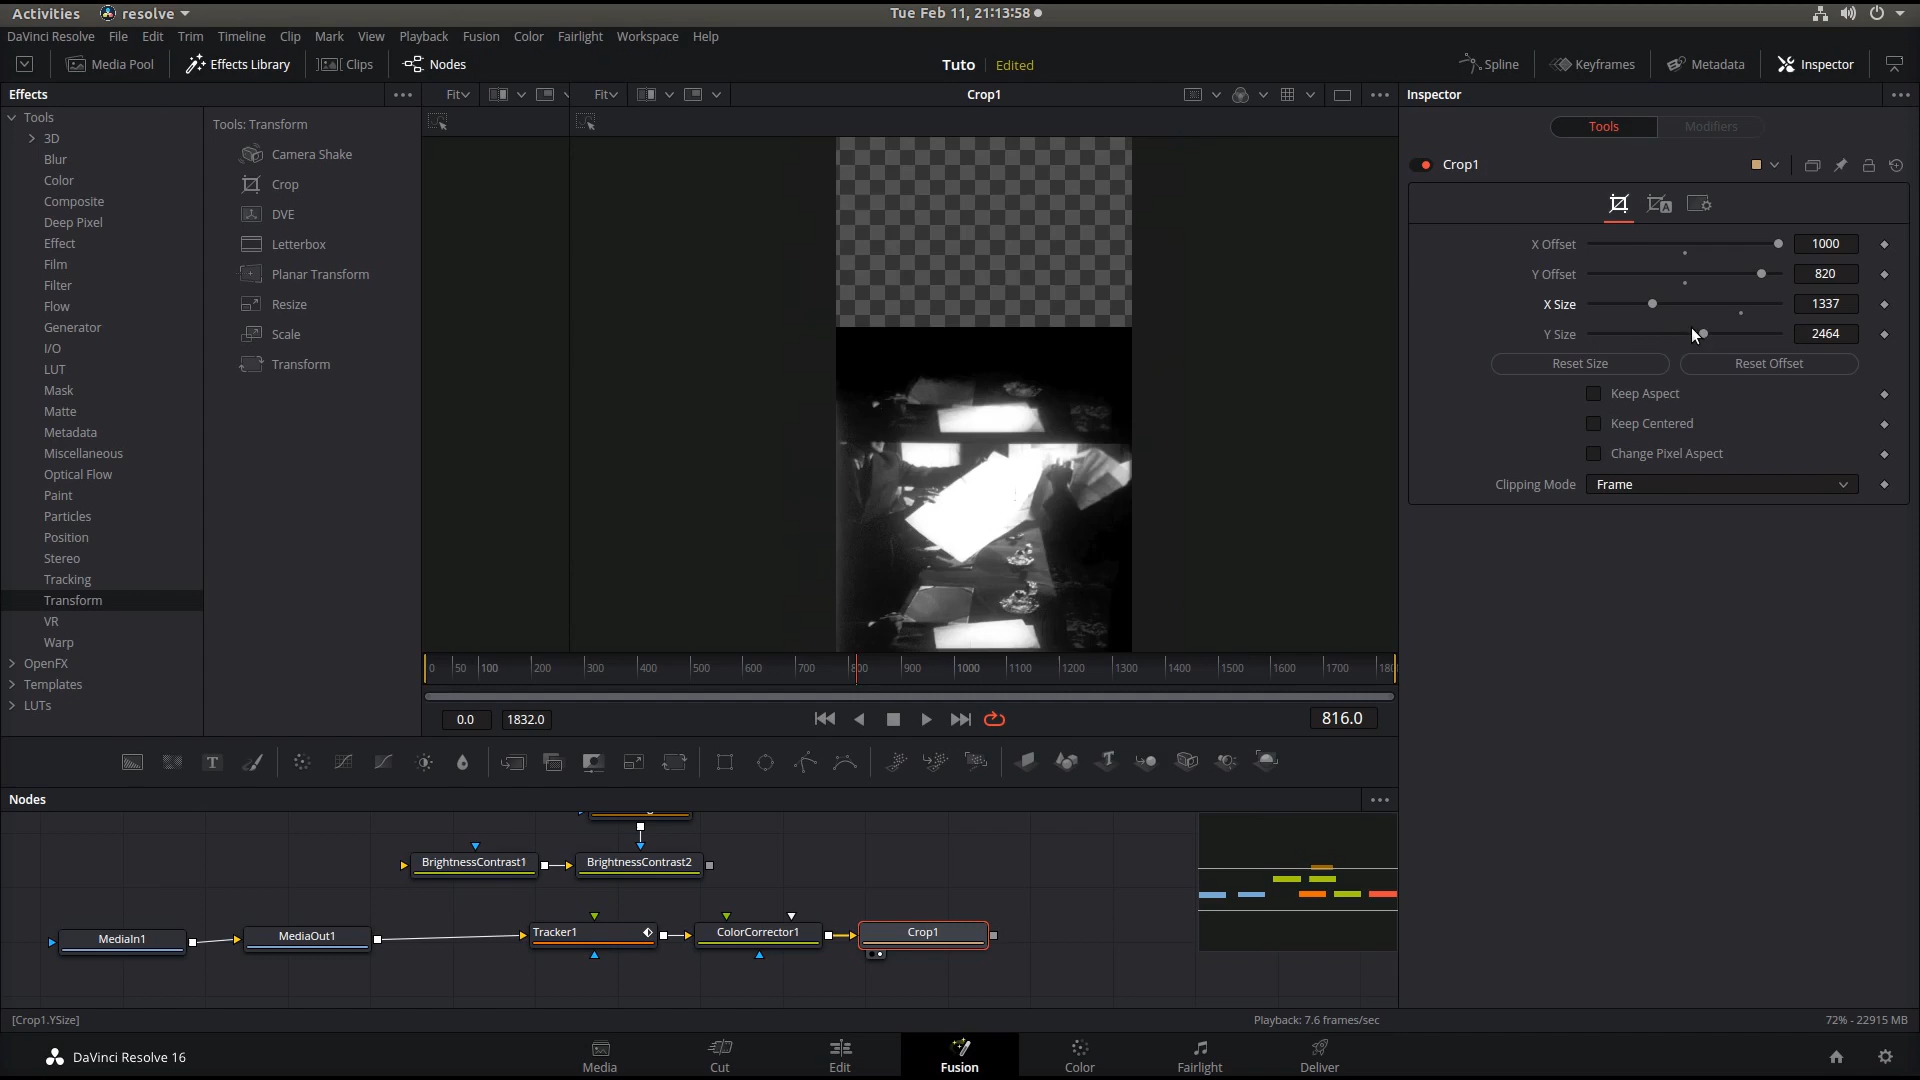 Activities resolve Tue Feb 11, 21:13:58
DaVinci Resolve File Edit Trim Timeline Clip Mark View Playback Fusion Color Fairlight Workspace Help
Media Pool Effects Library Clips Nodes Tuto Edited Spline Keyframes Metadata Inspector
Effects Fit Fit Crop1 Inspector
Tools
3D
Blur
Color
Composite
Deep Pixel
Effect
Film
Filter
Flow
Generator
I/O
LUT
Mask
Matte
Metadata
Miscellaneous
Optical Flow
Paint
Particles
Position
Stereo
Tracking
Transform
VR
Warp
OpenFX
Templates
LUTs
Tools: Transform
Camera Shake
Crop
DVE
Letterbox
Planar Transform
Resize
Scale
Transform
0 50 100 200 300 400 500 600 700 800 900 1000 1100 1200 1300 1400 1500 1600 1700 180
0.0 1832.0 816.0
Tools Modifiers
Crop1
X Offset 1000
Y Offset 820
X Size 1337
Y Size 2464
Reset Size Reset Offset
Keep Aspect
Keep Centered
Change Pixel Aspect
Clipping Mode Frame
T T
Nodes
BrightnessContrast1 BrightnessContrast2
MediaIn1 MediaOut1 Tracker1 ColorCorrector1 Crop1
[Crop1.YSize] Playback: 7.6 frames/sec 72% - 22915 MB
DaVinci Resolve 16 Media Cut Edit Fusion Color Fairlight Deliver